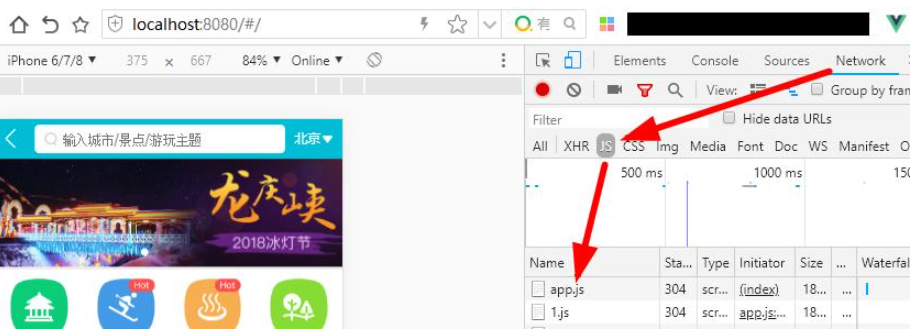 localhost:8080/#/
有
iPhone 6/7/8 ▼ 375 × 667 84% ▼ Online ▼
Elements Console Sources Network
View: Group by fram
Filter Hide data URLs
All XHR JS CSS Img Media Font Doc WS Manifest O
500 ms 1000 ms 150
输入城市/景点/游玩主题 北京▼
龙庆峡
2018冰灯节
Hot Hot
Name Sta... Type Initiator Size ... Waterfal
app.js 304 scr... (index) 18... ...
1.js 304 scr... app.js:... 18... ...